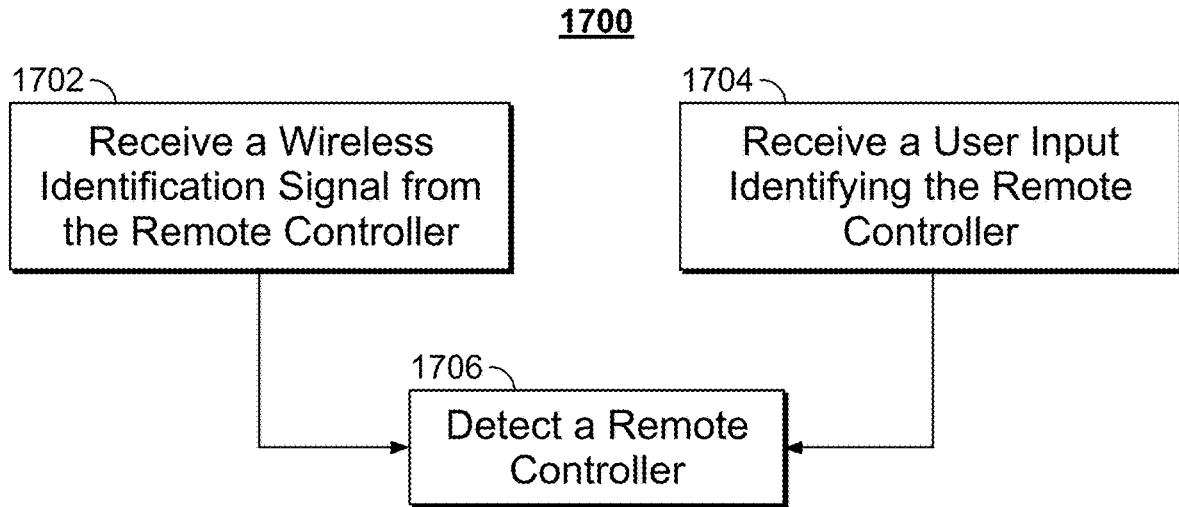 1700
1702
Receive a Wireless
Identification Signal from
the Remote Controller
1704
Receive a User Input
Identifying the Remote
Controller
1706
Detect a Remote
Controller